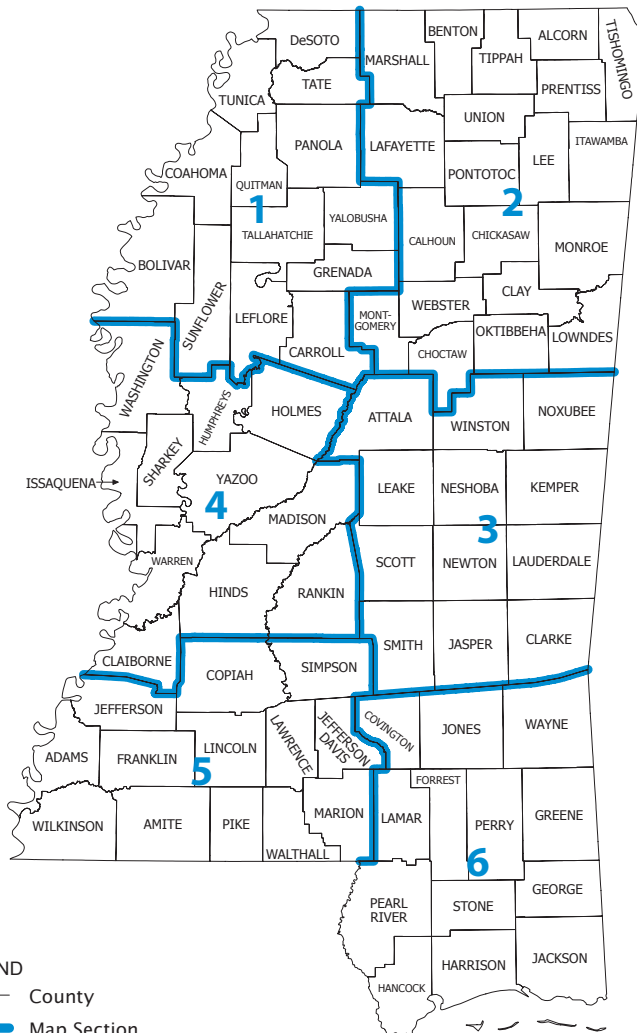 DeSOTO
MARSHALL
BENTON
TIPPAH
ALCORN
TISHOMINGO
TATE
PRENTISS
TUNICA
UNION
PANOLA
LAFAYETTE
ITAWAMBA
COAHOMA
QUITMAN
PONTOTOC
LEE
1
2
YALOBUSHA
TALLAHATCHIE
CALHOUN
CHICKASAW
MONROE
BOLIVAR
SUNFLOWER
GRENADA
LEFLORE
MONT-
GOMERY
WEBSTER
CLAY
OKTIBBEHA
LOWNDES
CARROLL
CHOCTAW
WASHINGTON
HUMPHREYS
HOLMES
ATTALA
WINSTON
NOXUBEE
SHARKEY
ISSAQUENA
YAZOO
4
LEAKE
NESHOBA
KEMPER
MADISON
3
WARREN
SCOTT
NEWTON
LAUDERDALE
HINDS
RANKIN
CLAIBORNE
SMITH
JASPER
CLARKE
COPIAH
SIMPSON
JEFFERSON
COVINGTON
JONES
WAYNE
LAWRENCE
JEFFERSON
DAVIS
ADAMS
FRANKLIN
LINCOLN
5
FORREST
WILKINSON
AMITE
PIKE
MARION
LAMAR
PERRY
GREENE
WALTHALL
6
GEORGE
PEARL
RIVER
STONE
HANCOCK
HARRISON
JACKSON
ND
County
Map Section